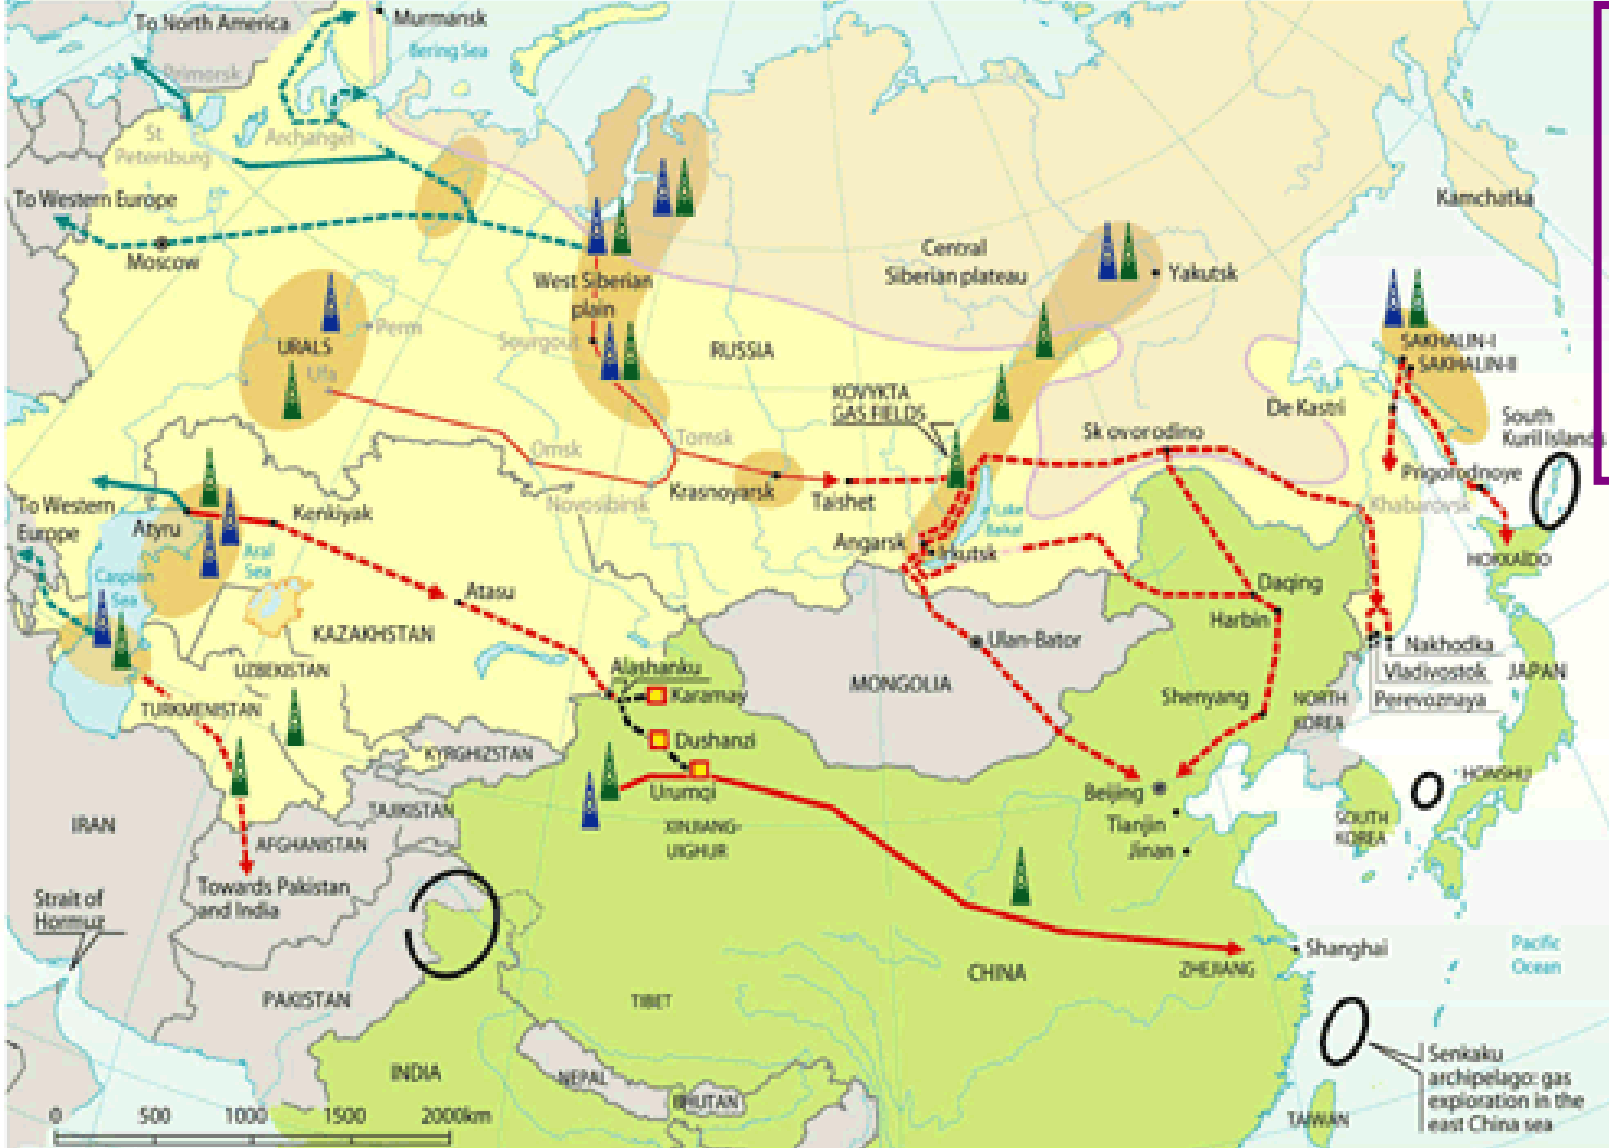 To North America
Murmansk
Bering Sea
Primorsk
St
Petersburg
Archangel
To Western Europe
Moscow
Kamchatka
Central
Siberian plateau
Yakutsk
West Siberian
plain
Perm
URALS
Ufa
Sourgout
RUSSIA
SAKHALIN-I
SAKHALIN-II
KOVYKTA
GAS FIELDS
De Kastri
South
Kuril Islands
Sk ovorodino
Omsk
Tomsk
Novosibirsk
Krasnoyarsk
Taishet
Prigorodinoye
Khabarovsk
To Western
Europe
Atyru
Kenkiyak
Aral
Sea
Caspian
Sea
Lake
Baikal
Angarsk
Irkutsk
HOKKAÏDO
Atasu
Daqing
Harbin
KAZAKHSTAN
Ulan-Bator
Nakhodka
Vladivostok
Perevoznaya
JAPAN
UZBEKISTAN
Alashanku
Karamay
MONGOLIA
Shenyang
NORTH
KOREA
TURKMENISTAN
Dushanzi
KYRGHIZSTAN
Urumqi
HONSHU
Beijing
Tianjin
Jinan
SOUTH
KOREA
IRAN
TAJIKISTAN
AFGHANISTAN
XINJIANG-
UIGHUR
Towards Pakistan
and India
Strait of
Hormuz
Shanghai
ZHEJIANG
CHINA
Pacific
Ocean
PAKISTAN
TIBET
INDIA
NEPAL
BHUTAN
TAIWAN
Senkaku
archipelago: gas
exploration in the
east China sea
0 500 1000 1500 2000km